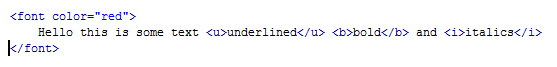 <font color="red">
    Hello this is some text <u>underlined</u> <b>bold</b> and <i>italics</i>
</font>